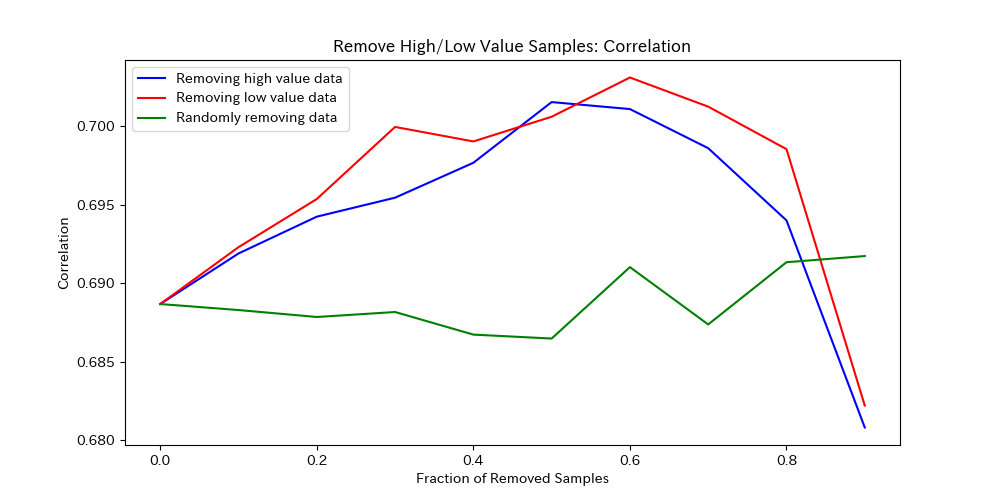 Remove High/Low Value Samples: Correlation
Removing high value data
Removing low value data
Randomly removing data
Correlation
0.700
0.695
0.690
0.685
0.680
0.0 0.2 0.4 0.6 0.8
Fraction of Removed Samples